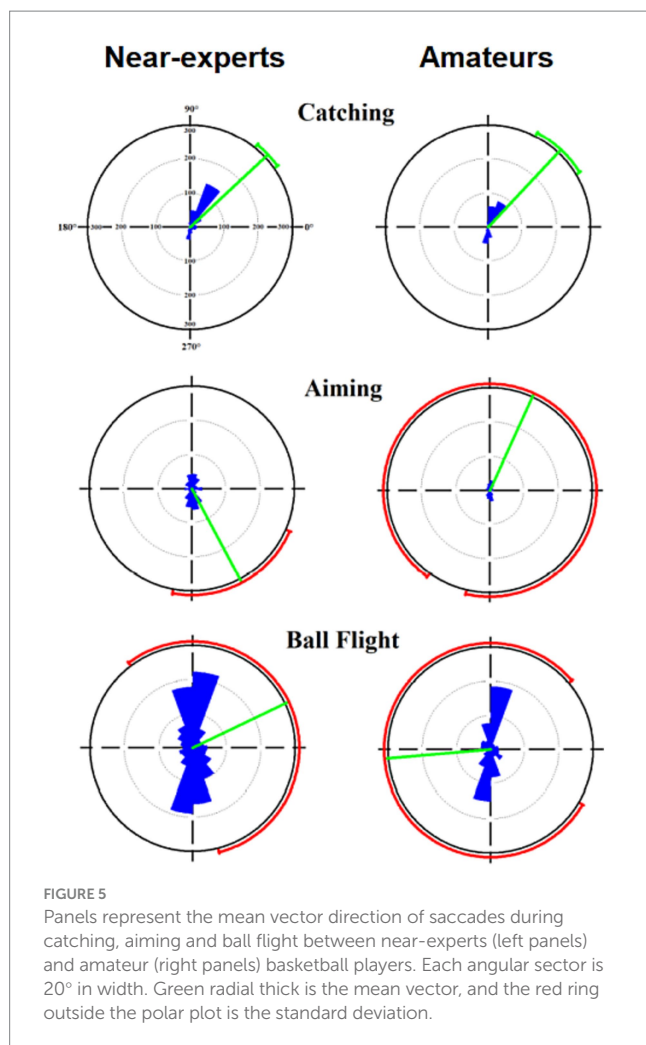 Near-experts Amateurs
Catching
90°
300
200
100
180° 300 200 100 100 200 300 0°
100
200
300
270°
Aiming
Ball Flight
FIGURE 5
Panels represent the mean vector direction of saccades during
catching, aiming and ball flight between near-experts (left panels)
and amateur (right panels) basketball players. Each angular sector is
20° in width. Green radial thick is the mean vector, and the red ring
outside the polar plot is the standard deviation.